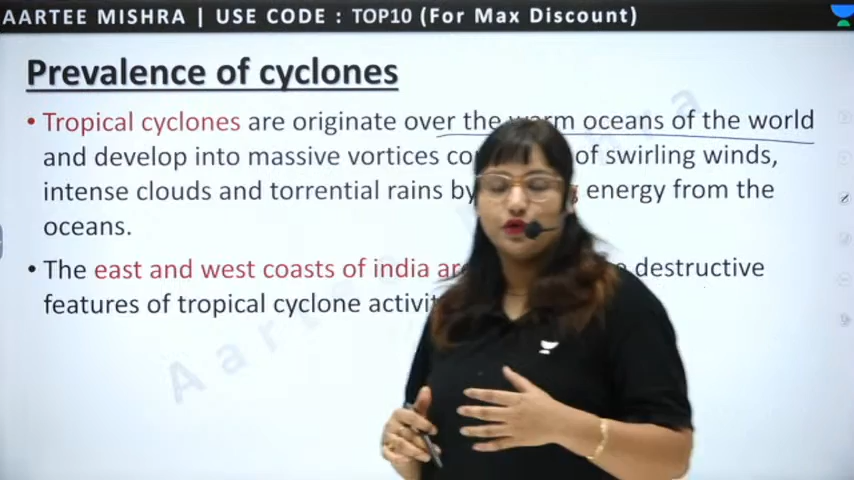 AARTEE MISHRA | USE CODE : TOP10 (For Max Discount)
Prevalence of cyclones
• Tropical cyclones are originate over the warm oceans of the world
and develop into massive vortices of swirling winds,
intense clouds and torrential rains by energy from the
oceans.
• The east and west coasts of india destructive
features of tropical cyclone